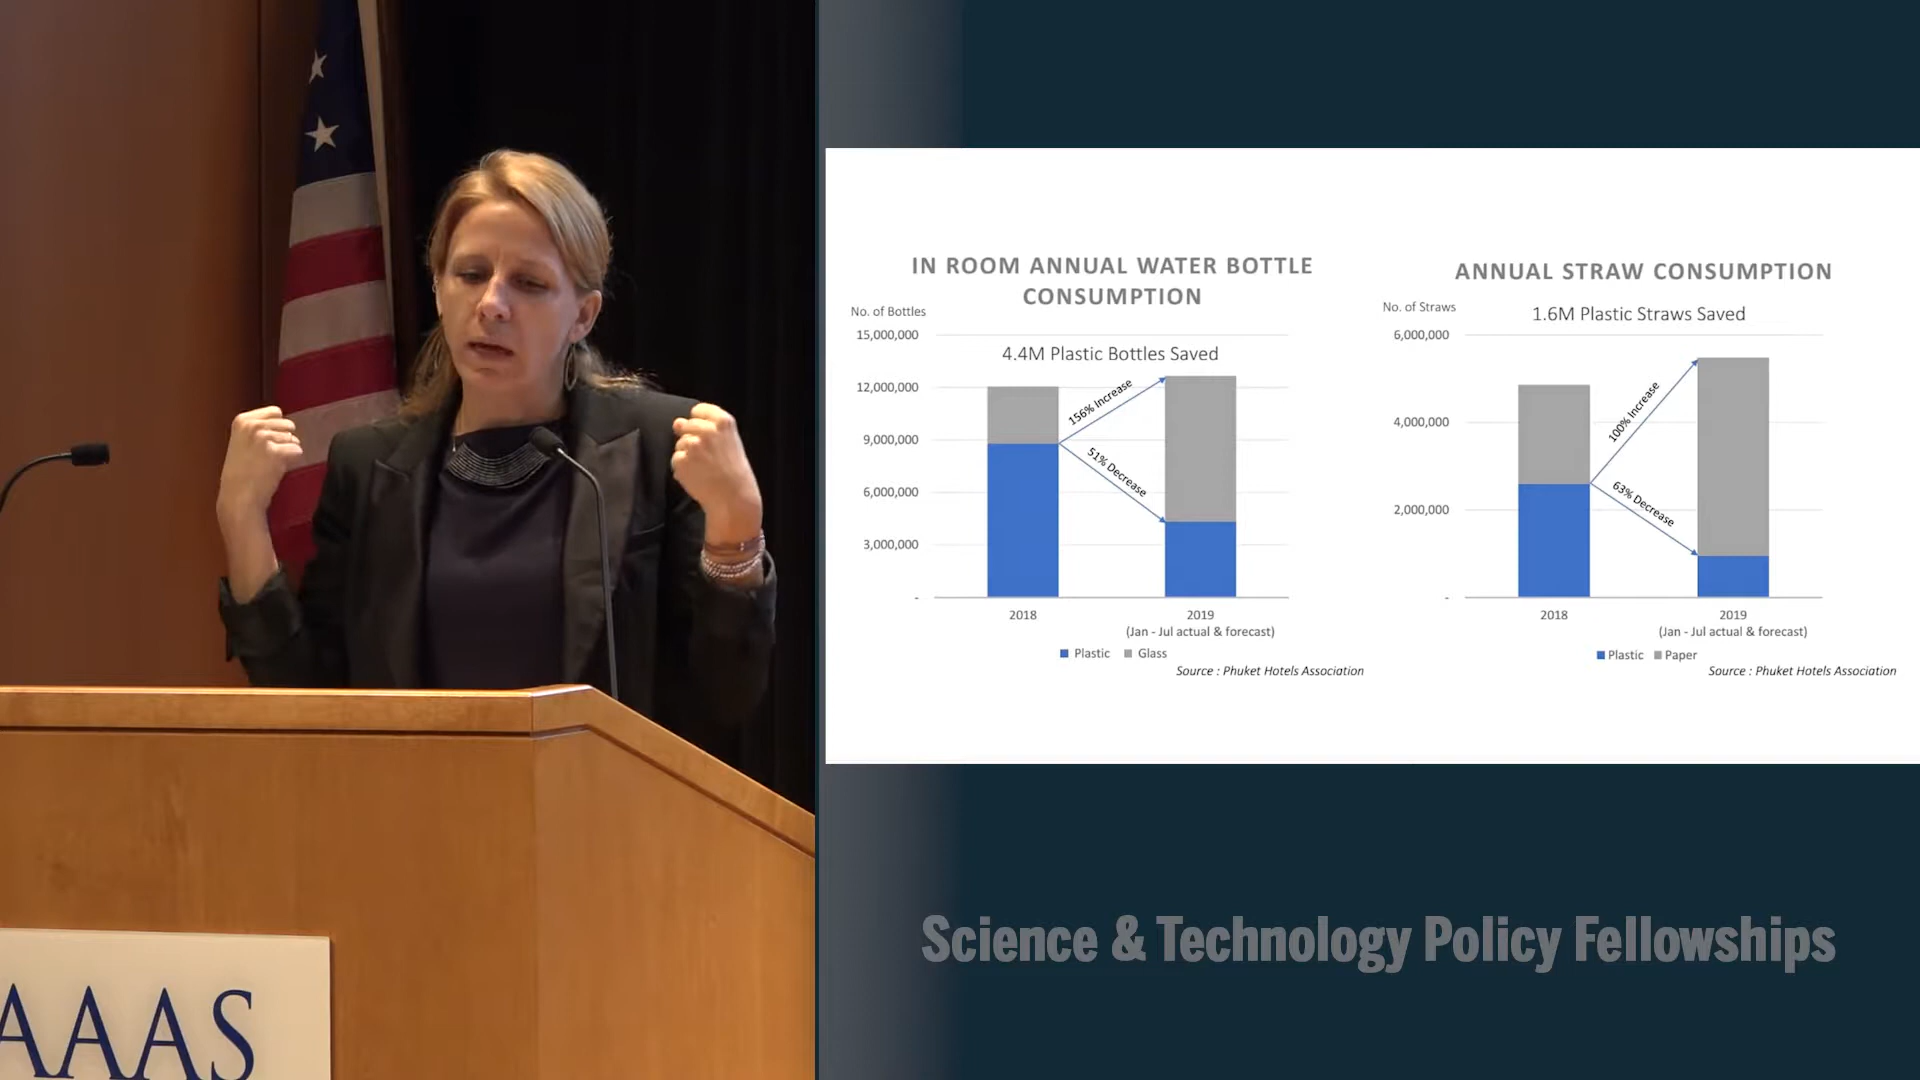 AAAS
IN ROOM ANNUAL WATER BOTTLE
CONSUMPTION
No. of Bottles
4.4M Plastic Bottles Saved
15,000,000
12,000,000
9,000,000
6,000,000
3,000,000
-
156% Increase
51% Decrease
2018
2019
(Jan - Jul actual & forecast)
Plastic Glass
Source : Phuket Hotels Association
ANNUAL STRAW CONSUMPTION
No. of Straws
1.6M Plastic Straws Saved
6,000,000
4,000,000
2,000,000
-
100% Increase
63% Decrease
2018
2019
(Jan - Jul actual & forecast)
Plastic Paper
Source : Phuket Hotels Association
Science & Technology Policy Fellowships